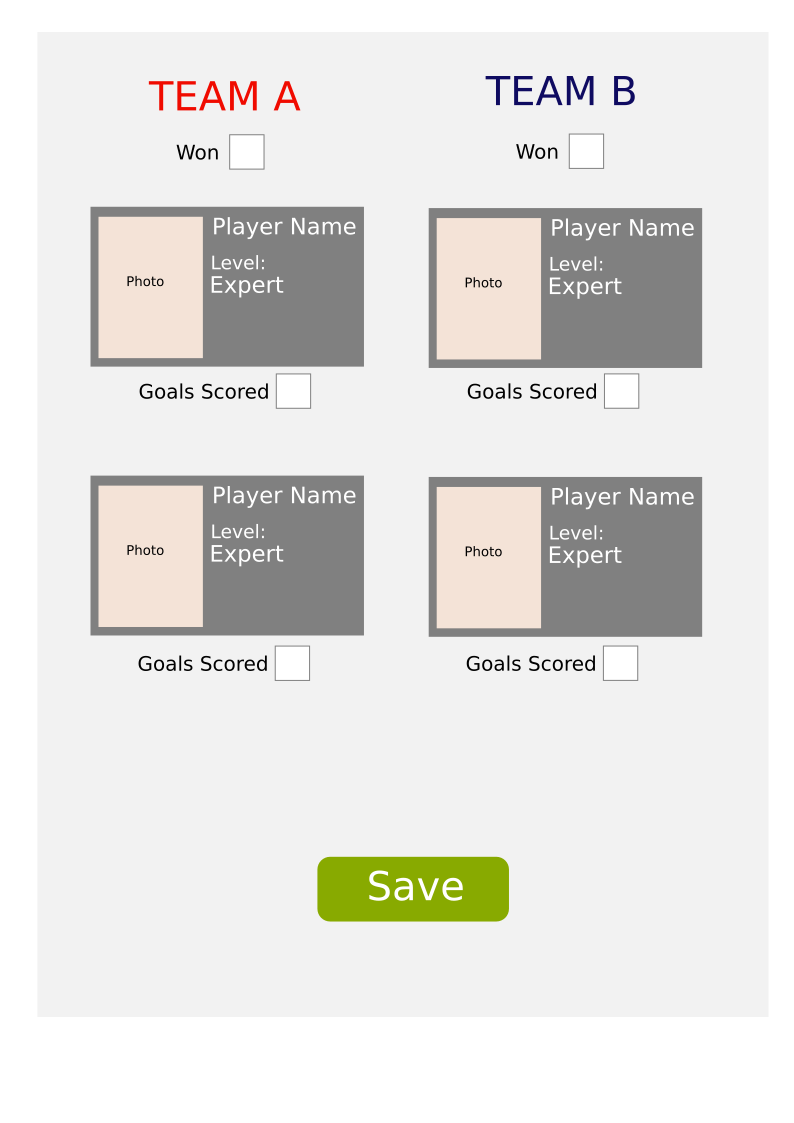 TEAM A
Won
Player Name
Photo
Level:
Expert
Goals Scored
Player Name
Photo
Level:
Expert
Goals Scored
TEAM B
Won
Player Name
Photo
Level:
Expert
Goals Scored
Player Name
Photo
Level:
Expert
Goals Scored
Save